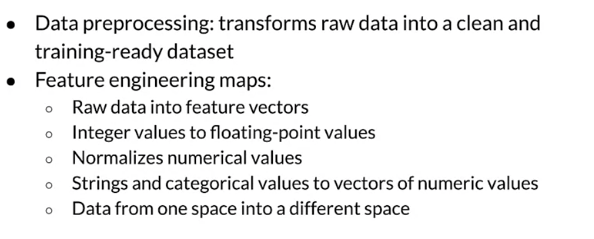 • Data preprocessing: transforms raw data into a clean and
training-ready dataset
• Feature engineering maps:
○ Raw data into feature vectors
○ Integer values to floating-point values
○ Normalizes numerical values
○ Strings and categorical values to vectors of numeric values
○ Data from one space into a different space